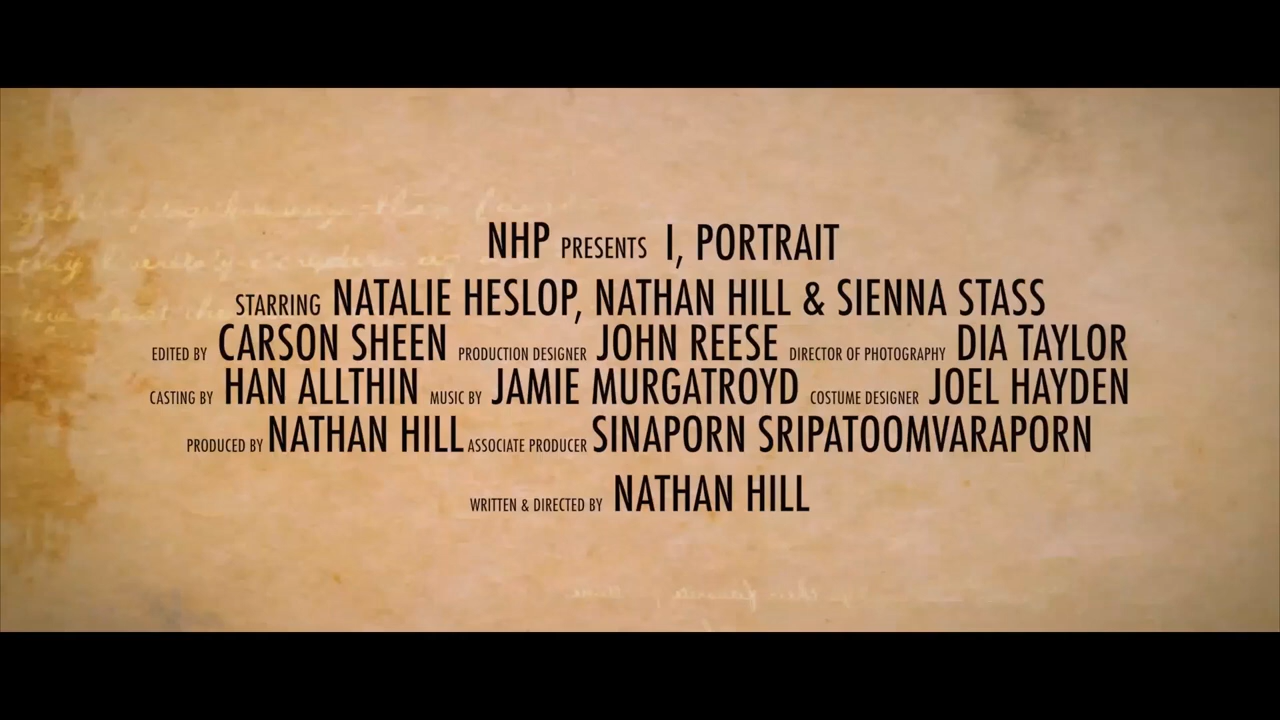 NHP PRESENTS I, PORTRAIT
STARRING NATALIE HESLOP, NATHAN HILL & SIENNA STASS
EDITED BY CARSON SHEEN PRODUCTION DESIGNER JOHN REESE DIRECTOR OF PHOTOGRAPHY DIA TAYLOR
CASTING BY HAN ALLTHIN MUSIC BY JAMIE MURGATROYD COSTUME DESIGNER JOEL HAYDEN
PRODUCED BY NATHAN HILL ASSOCIATE PRODUCER SINAPORN SRIPATOOMVARAPORN
WRITTEN & DIRECTED BY NATHAN HILL